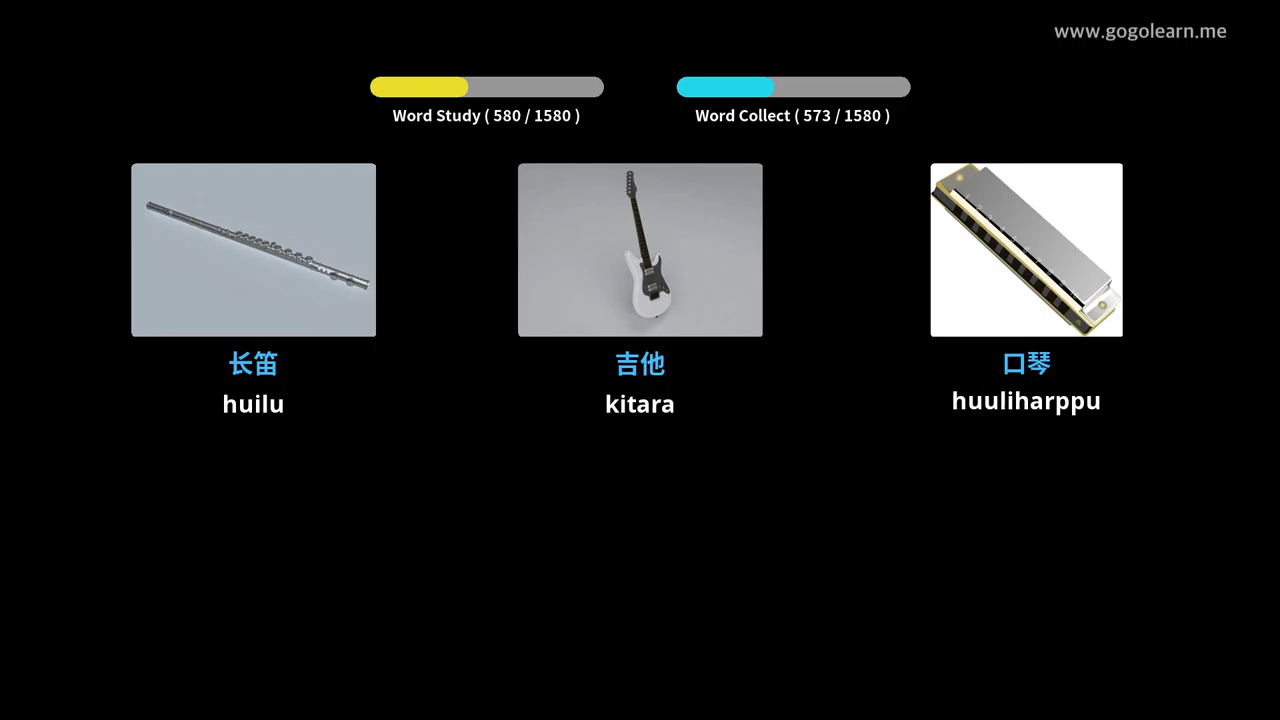 www.gogolearn.me
Word Study ( 580 / 1580 )
Word Collect ( 573 / 1580 )
长笛
吉他
口琴
huilu
kitara
huuliharppu